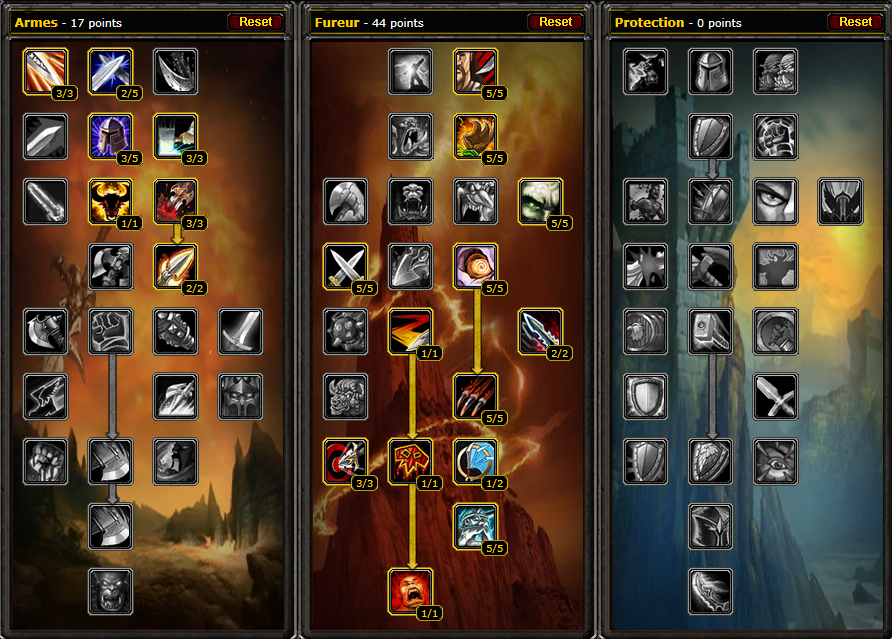 Armes - 17 points Reset Fureur - 44 points Reset Protection - 0 points Reset
3/3 2/5 5/5
3/5 3/3 5/5
1/1 3/3 5/5
2/2 5/5 5/5
1/1 2/2
5/5
3/3 1/1 1/2
5/5
1/1